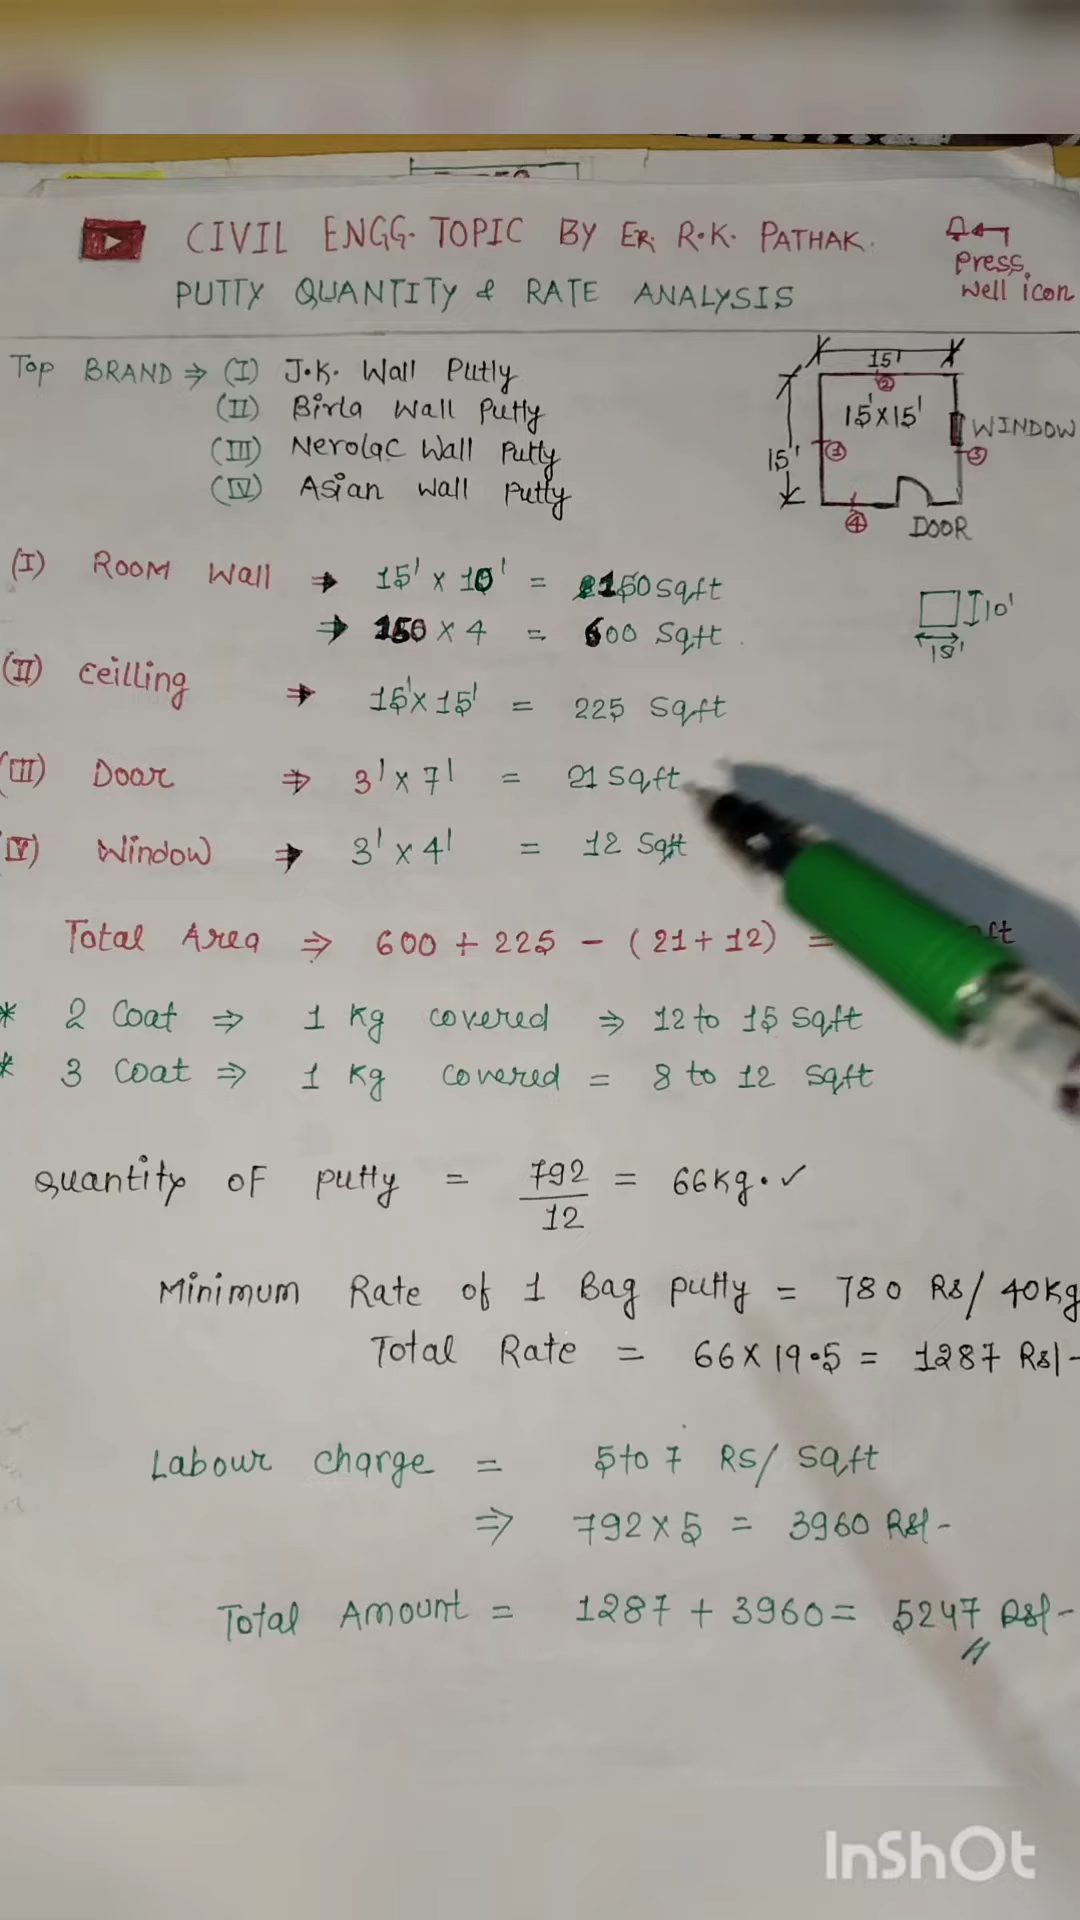 CIVIL ENGG. TOPIC BY ER. R.K. PATHAK.
Press
Well icon
PUTTY QUANTITY & RATE ANALYSIS
Top BRAND ⇒ (I) J.K. Wall Putty
(II) Birla Wall Putty
(III) Nerolac Wall Putty
(IV) Asian Wall Putty
15'
②
15'X15'
WINDOW
15'
①
③
④
DOOR
(I) ROOM Wall ⇒ 15' x 10' = 150 Sqft
⇒ 150 x 4 = 600 Sqft
10'
15'
(II) Ceilling ⇒ 15'x 15' = 225 Sqft
(III) Door ⇒ 3' x 7' = 21 Sqft
(IV) Window ⇒ 3' x 4' = 12 Sqft
Total Area ⇒ 600 + 225 - (21 + 12) =
* 2 Coat ⇒ 1 Kg covered ⇒ 12 to 15 Sqft
* 3 Coat ⇒ 1 Kg covered = 8 to 12 Sqft
Quantity OF putty = 792/12 = 66Kg. ✓
Minimum Rate of 1 Bag putty = 780 Rs/ 40Kg
Total Rate = 66 X 19.5 = 1287 Rs/-
Labour charge = 5 to 7 RS/ Sqft
⇒ 792 x 5 = 3960 Rs/-
Total Amount = 1287 + 3960 = 5247 Rs/-
InShOt